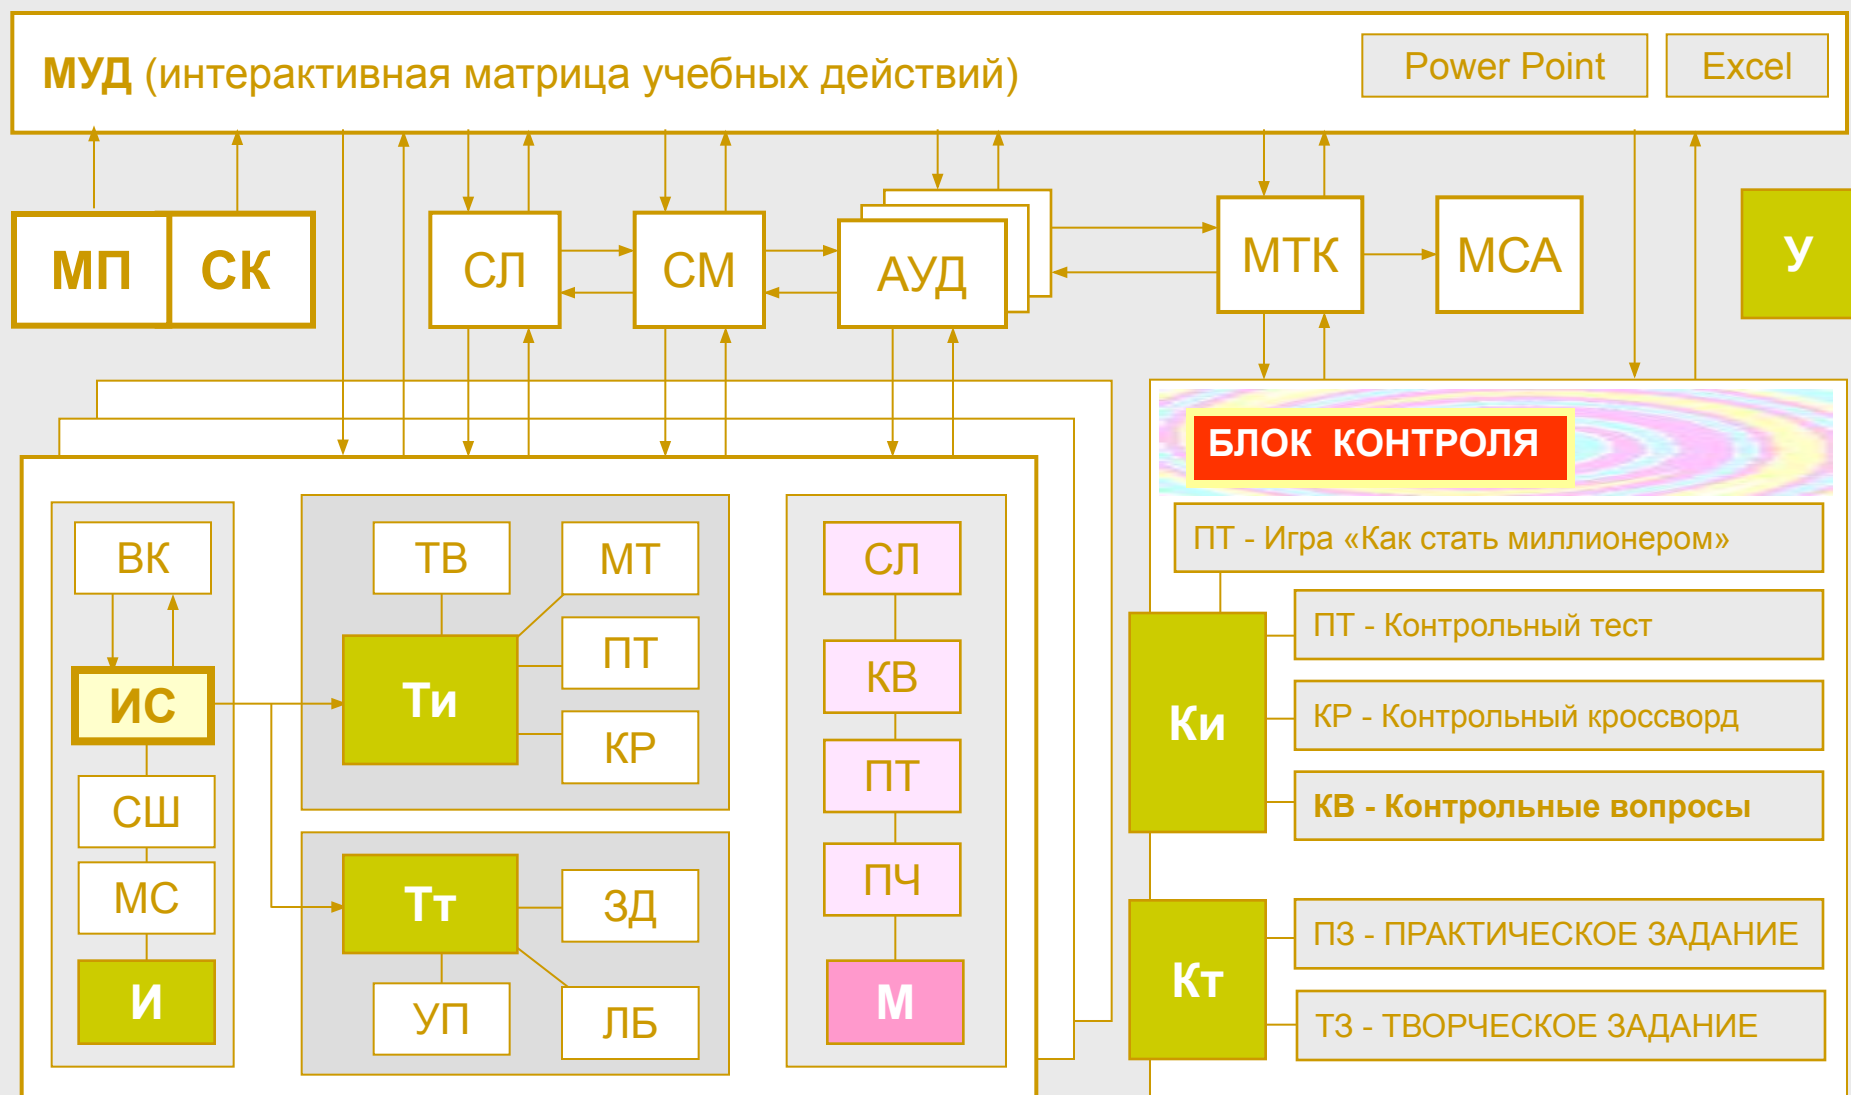 МУД (интерактивная матрица учебных действий)
Power Point
Excel
МП
СК
СЛ
СМ
АУД
МТК
МСА
У
ВК
ИС
СШ
МС
И
ТВ
МТ
ПТ
КР
Ти
Тт
ЗД
УП
ЛБ
СЛ
КВ
ПТ
ПЧ
М
БЛОК КОНТРОЛЯ
ПТ - Игра «Как стать миллионером»
Ки
ПТ - Контрольный тест
КР - Контрольный кроссворд
КВ - Контрольные вопросы
Кт
ПЗ - ПРАКТИЧЕСКОЕ ЗАДАНИЕ
ТЗ - ТВОРЧЕСКОЕ ЗАДАНИЕ